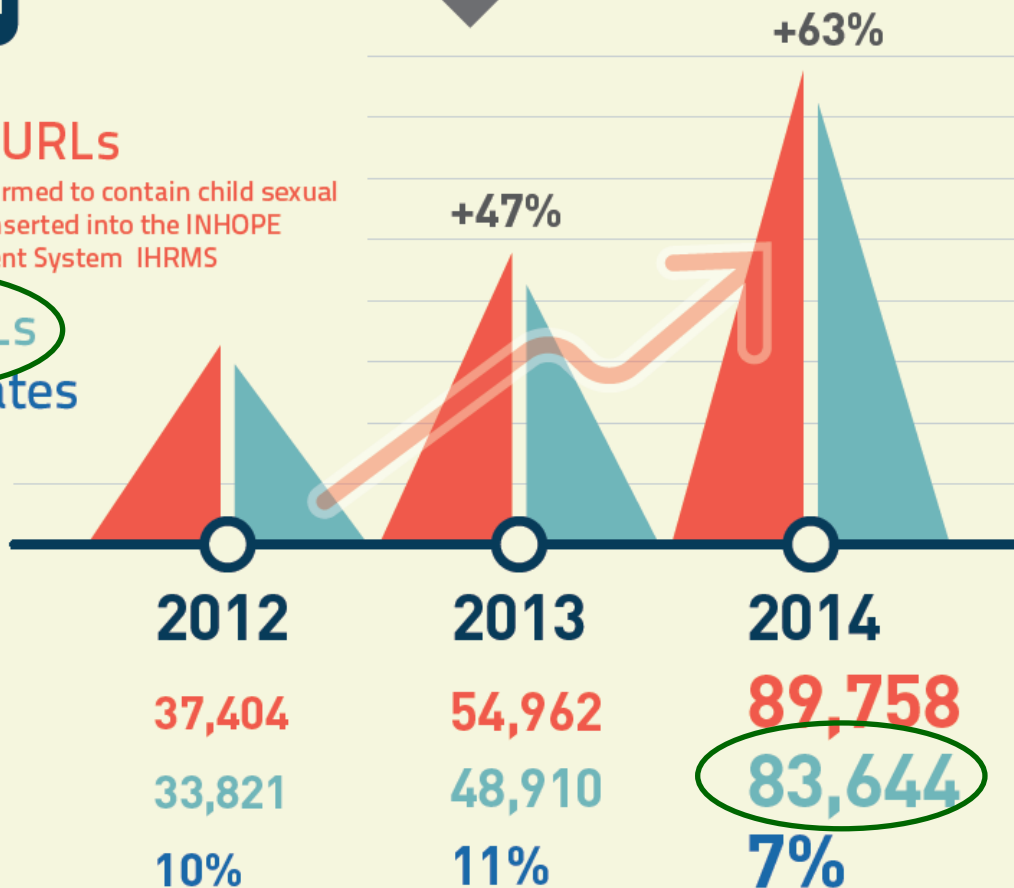 +63%
URLs
+47%
rmed to contain child sexual
serted into the INHOPE
nt System IHRMS
Ls
ates
2012 2013 2014
37,404 54,962 89,758
33,821 48,910 83,644
10% 11% 7%